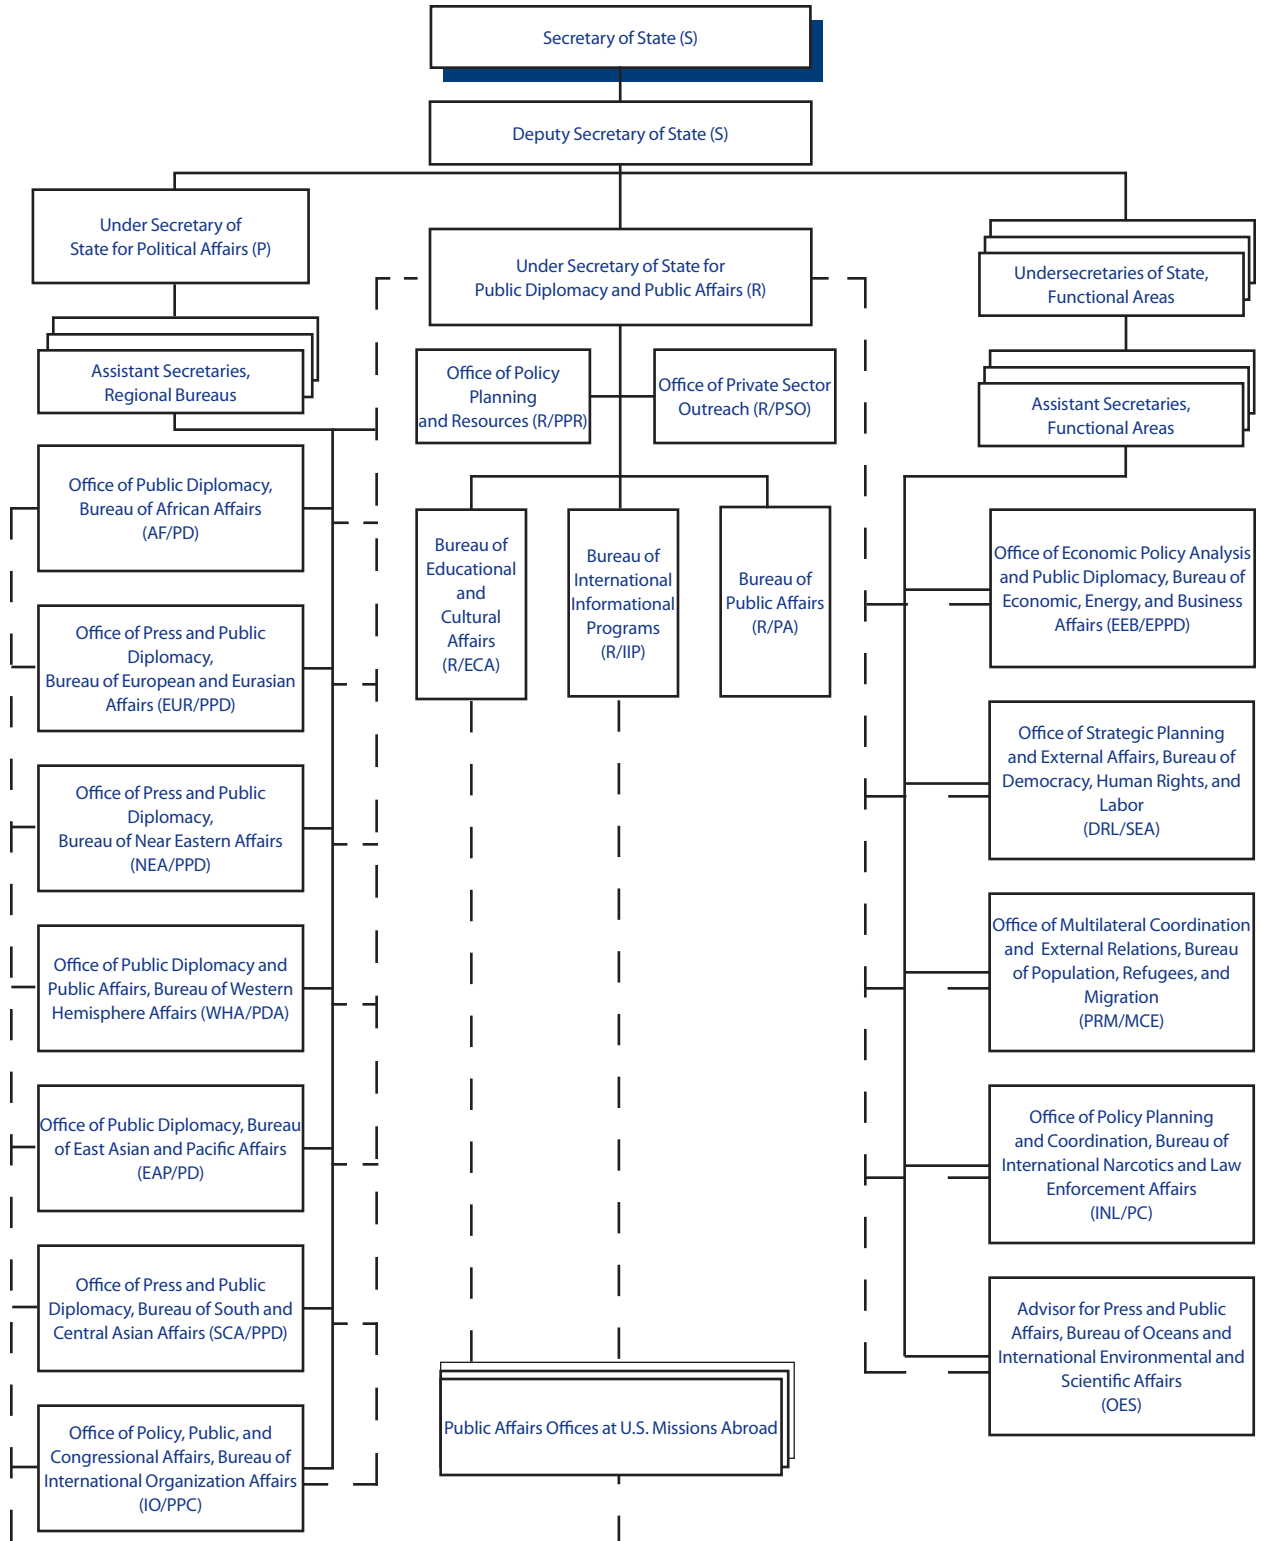 Secretary of State (S)
Deputy Secretary of State (S)
Under Secretary of
State for Political Affairs (P)
Under Secretary of State for
Public Diplomacy and Public Affairs (R)
Undersecretaries of State,
Functional Areas
Assistant Secretaries,
Regional Bureaus
Office of Policy
Planning
and Resources (R/PPR)
Office of Private Sector
Outreach (R/PSO)
Assistant Secretaries,
Functional Areas
Office of Public Diplomacy,
Bureau of African Affairs
(AF/PD)
Office of Press and Public
Diplomacy,
Bureau of European and Eurasian
Affairs (EUR/PPD)
Office of Press and Public
Diplomacy,
Bureau of Near Eastern Affairs
(NEA/PPD)
Office of Public Diplomacy and
Public Affairs, Bureau of Western
Hemisphere Affairs (WHA/PDA)
Office of Public Diplomacy, Bureau
of East Asian and Pacific Affairs
(EAP/PD)
Office of Press and Public
Diplomacy, Bureau of South and
Central Asian Affairs (SCA/PPD)
Office of Policy, Public, and
Congressional Affairs, Bureau of
International Organization Affairs
(IO/PPC)
Bureau of
Educational
and
Cultural
Affairs
(R/ECA)
Bureau of
International
Informational
Programs
(R/IIP)
Bureau of
Public Affairs
(R/PA)
Public Affairs Offices at U.S. Missions Abroad
Office of Economic Policy Analysis
and Public Diplomacy, Bureau of
Economic, Energy, and Business
Affairs (EEB/EPPD)
Office of Strategic Planning
and External Affairs, Bureau of
Democracy, Human Rights, and
Labor
(DRL/SEA)
Office of Multilateral Coordination
and External Relations, Bureau
of Population, Refugees, and
Migration
(PRM/MCE)
Office of Policy Planning
and Coordination, Bureau of
International Narcotics and Law
Enforcement Affairs
(INL/PC)
Advisor for Press and Public
Affairs, Bureau of Oceans and
International Environmental and
Scientific Affairs
(OES)